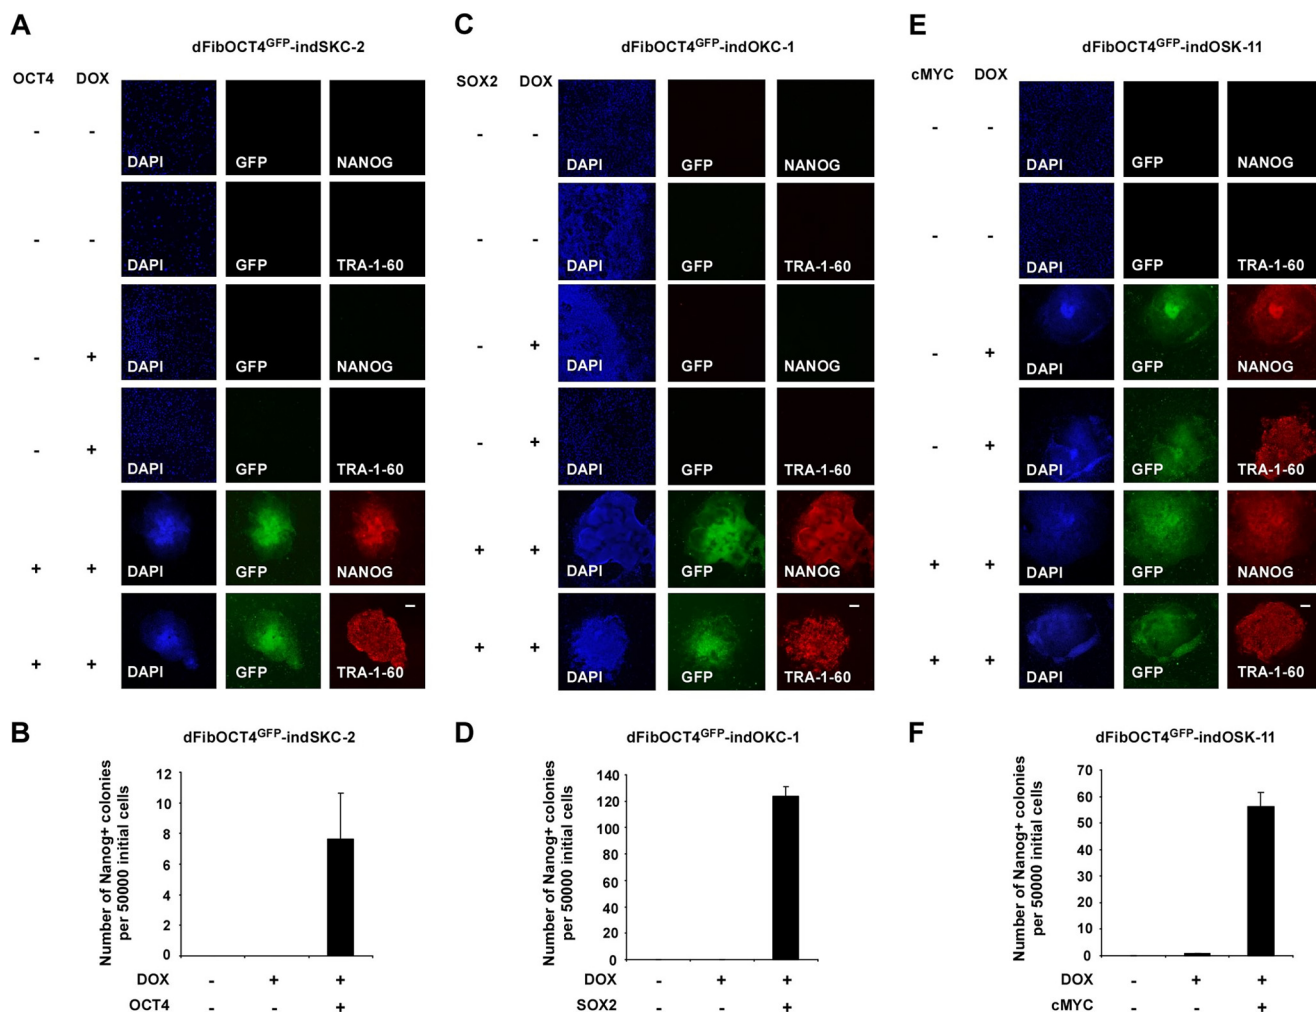 A
dFibOCT4GFP-indSKC-2
OCT4 DOX
- -
DAPI GFP NANOG
- -
DAPI GFP TRA-1-60
- +
DAPI GFP NANOG
- +
DAPI GFP TRA-1-60
+ +
DAPI GFP NANOG
+ +
DAPI GFP TRA-1-60
C
dFibOCT4GFP-indOKC-1
SOX2 DOX
- -
DAPI GFP NANOG
- -
DAPI GFP TRA-1-60
- +
DAPI GFP NANOG
- +
DAPI GFP TRA-1-60
+ +
DAPI GFP NANOG
+ +
DAPI GFP TRA-1-60
E
dFibOCT4GFP-indOSK-11
cMYC DOX
- -
DAPI GFP NANOG
- -
DAPI GFP TRA-1-60
- +
DAPI GFP NANOG
- +
DAPI GFP TRA-1-60
+ +
DAPI GFP NANOG
+ +
DAPI GFP TRA-1-60
B
dFibOCT4GFP-indSKC-2
Number of Nanog+ colonies
per 50000 initial cells
12
10
8
6
4
2
0
DOX - + +
OCT4 - - +
D
dFibOCT4GFP-indOKC-1
Number of Nanog+ colonies
per 50000 initial cells
140
120
100
80
60
40
20
0
DOX - + +
SOX2 - - +
F
dFibOCT4GFP-indOSK-11
Number of Nanog+ colonies
per 50000 initial cells
70
60
50
40
30
20
10
0
DOX - + +
cMYC - - +